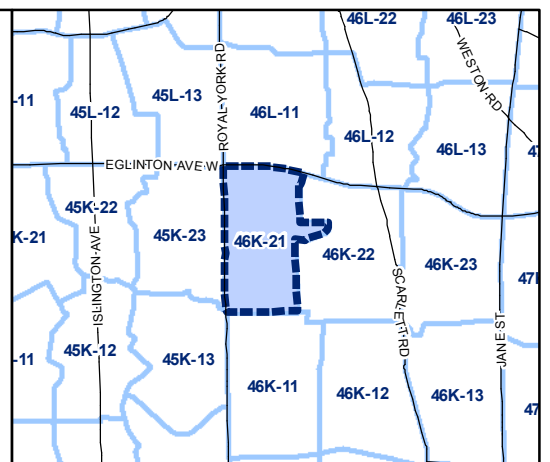 46L-22
46L-23
WESTON RD
ROYAL YORK RD
-11
45L-12
45L-13
46L-11
46L-12
46L-13
EGLINTON AVE W
45K-22
K-21
ISLINGTON AVE
45K-23
46K-21
46K-22
46K-23
47
SCARLETT RD
JANE ST
-11
45K-12
45K-13
46K-11
46K-12
46K-13
47